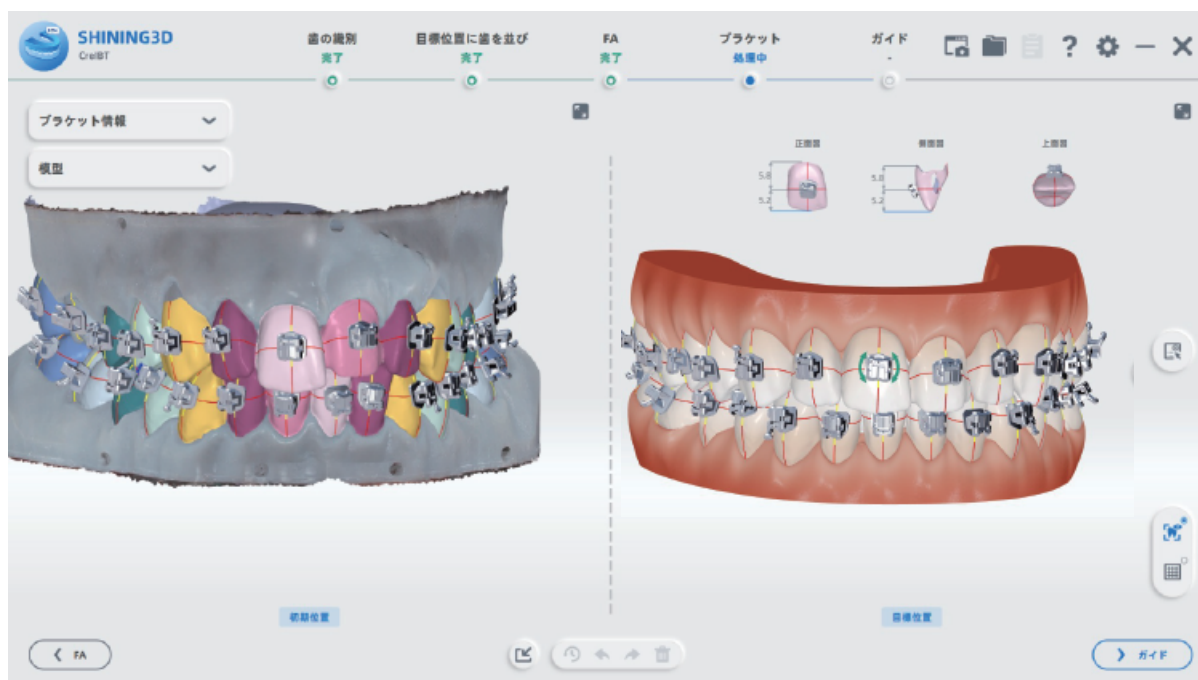 SHINING3D
CreIBT
歯の識別
完了
目標位置に歯を並び
完了
FA
完了
ブラケット
処理中
ガイド
-
ブラケット情報
模型
正面図
側面図
上面図
5.8
5.2
5.8
5.2
初期位置
目標位置
FA
ガイド